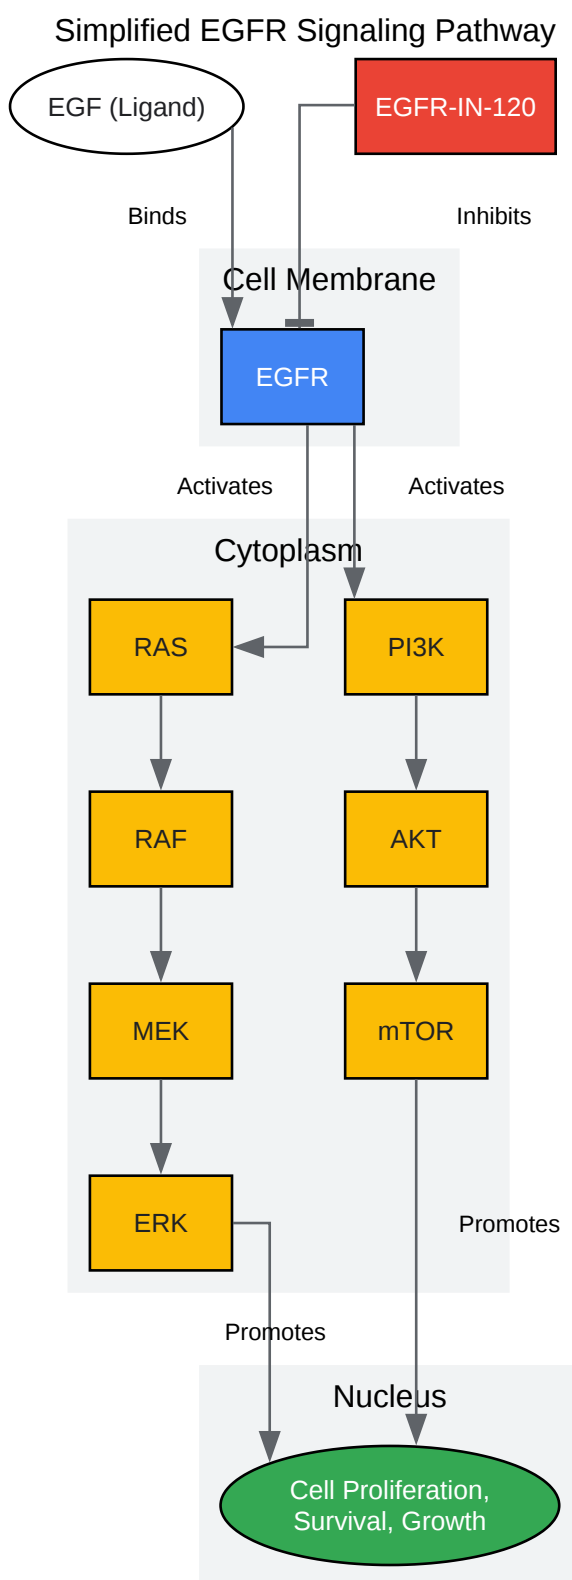 Simplified EGFR Signaling Pathway
EGF (Ligand)
EGFR-IN-120
Binds
Inhibits
Cell Membrane
EGFR
Activates
Activates
Cytoplasm
RAS
PI3K
RAF
AKT
MEK
mTOR
ERK
Promotes
Promotes
Nucleus
Cell Proliferation,
Survival, Growth